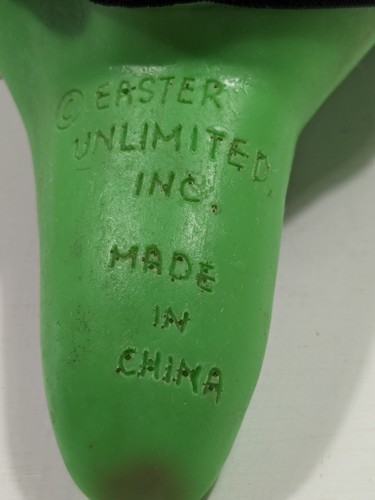 © EASTER
UNLIMITED,
INC.
MADE
IN
CHINA